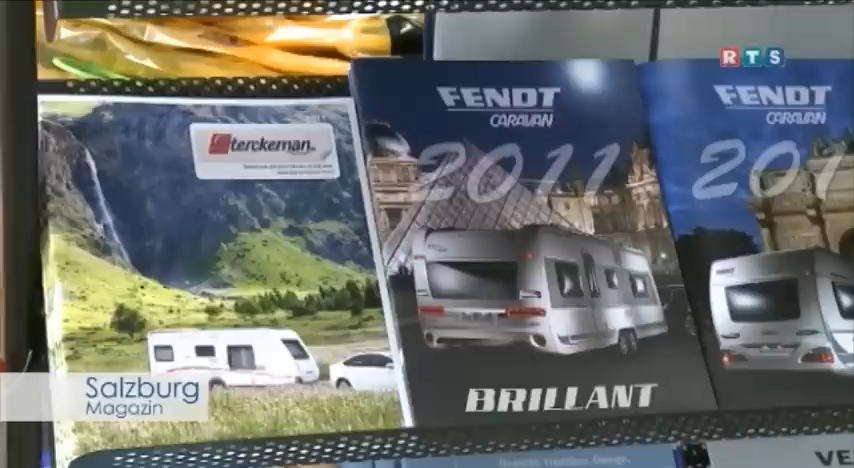 RTS
Sterckeman
FENDT
CARAVAN
2011
BRILLANT
FENDT
CARAVAN
201
Salzburg
Magazin
VE